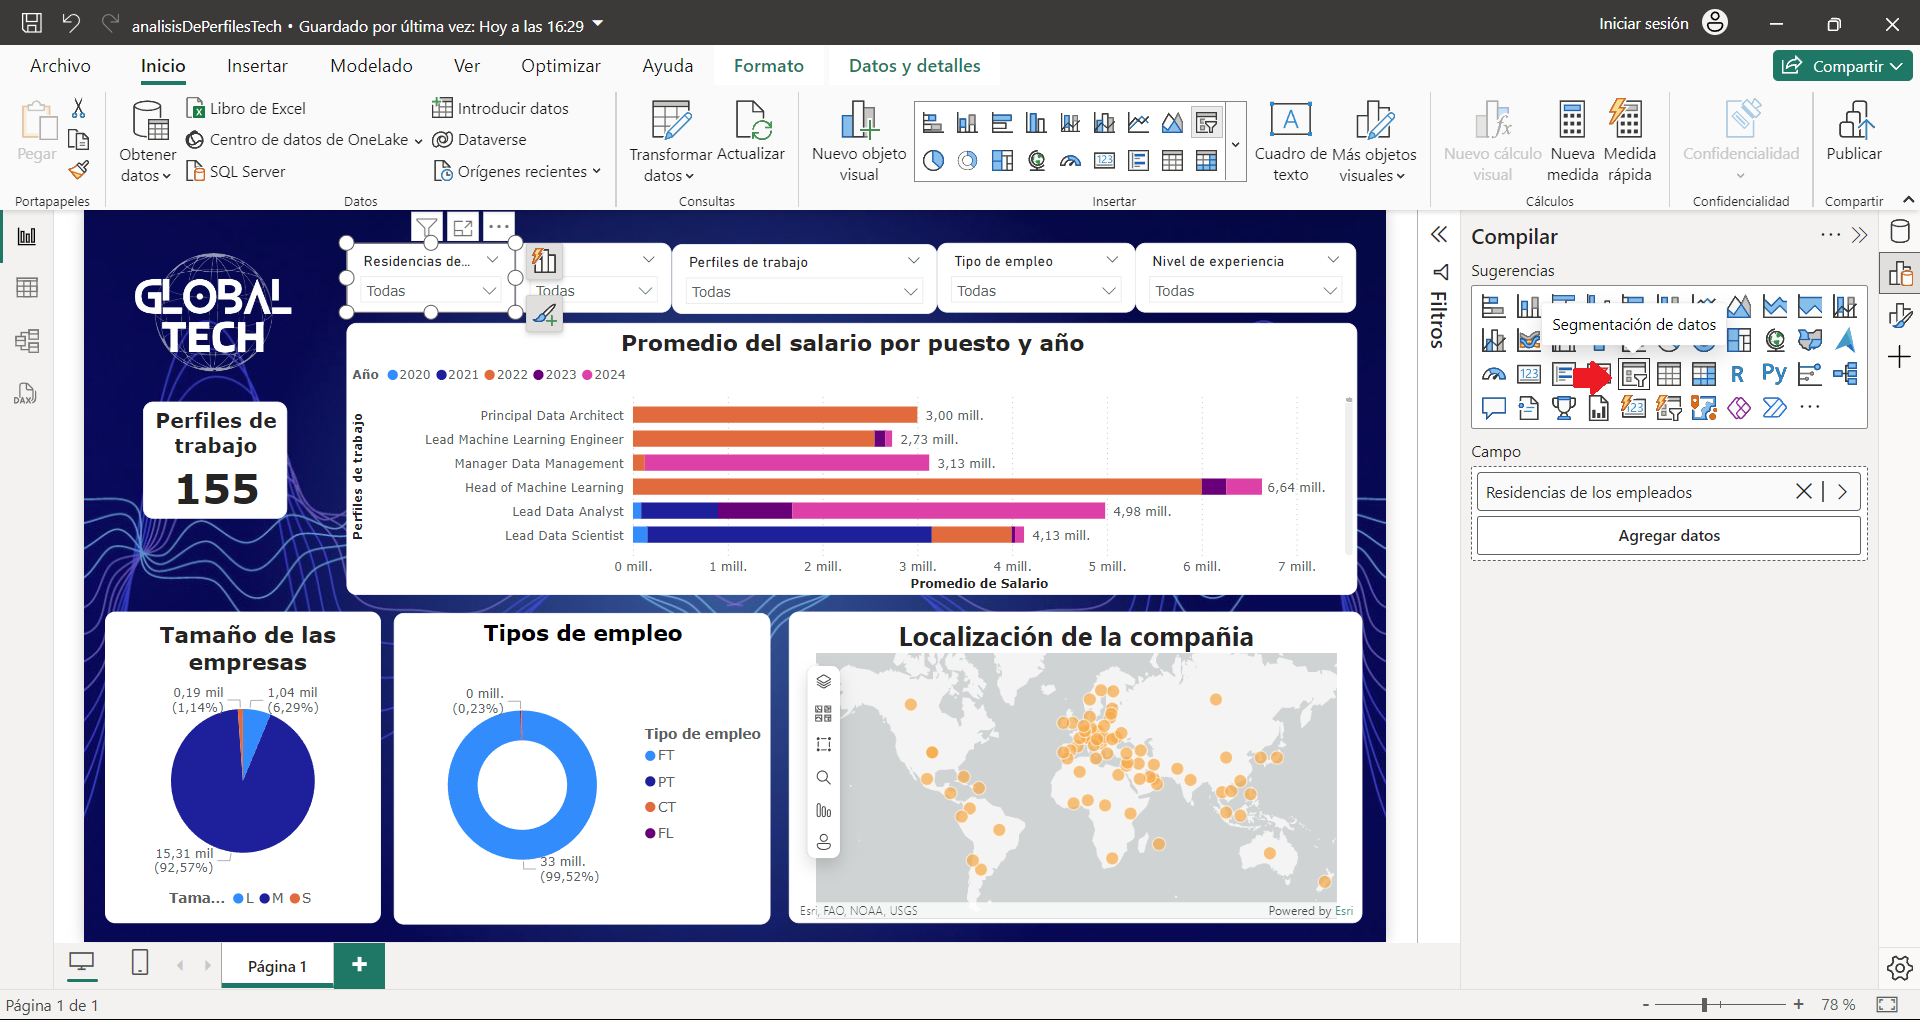 analisisDePerfilesTech • Guardado por última vez: Hoy a las 16:29
Iniciar sesión
Archivo
Inicio
Insertar
Modelado
Ver
Optimizar
Ayuda
Formato
Datos y detalles
Compartir
Pegar
Portapapeles
Obtener datos
Libro de Excel
Centro de datos de OneLake
SQL Server
Introducir datos
Dataverse
Orígenes recientes
Datos
Transformar datos
Actualizar
Consultas
Nuevo objeto visual
A
123
Cuadro de texto
Más objetos visuales
Insertar
Nuevo cálculo visual
Nueva medida
Medida rápida
Cálculos
Confidencialidad
Confidencialidad
Publicar
Compartir
DAX
GLOBAL
TECH
Residencias de...
Todas
Todas
Perfiles de trabajo
Todas
Tipo de empleo
Todas
Nivel de experiencia
Todas
Perfiles de
trabajo
155
Promedio del salario por puesto y año
Año 2020 2021 2022 2023 2024
Perfiles de trabajo
Principal Data Architect 3,00 mill.
Lead Machine Learning Engineer 2,73 mill.
Manager Data Management 3,13 mill.
Head of Machine Learning 6,64 mill.
Lead Data Analyst 4,98 mill.
Lead Data Scientist 4,13 mill.
0 mill. 1 mill. 2 mill. 3 mill. 4 mill. 5 mill. 6 mill. 7 mill.
Promedio de Salario
Tamaño de las
empresas
0,19 mil
(1,14%)
1,04 mil
(6,29%)
15,31 mil
(92,57%)
Tama... L M S
Tipos de empleo
0 mill.
(0,23%)
33 mill.
(99,52%)
Tipo de empleo
FT
PT
CT
FL
Localización de la compañia
Esri, FAO, NOAA, USGS
Powered by Esri
Filtros
Compilar
Sugerencias
Segmentación de datos
123
R
Py
123
Campo
Residencias de los empleados
Agregar datos
Página 1
Página 1 de 1
78 %